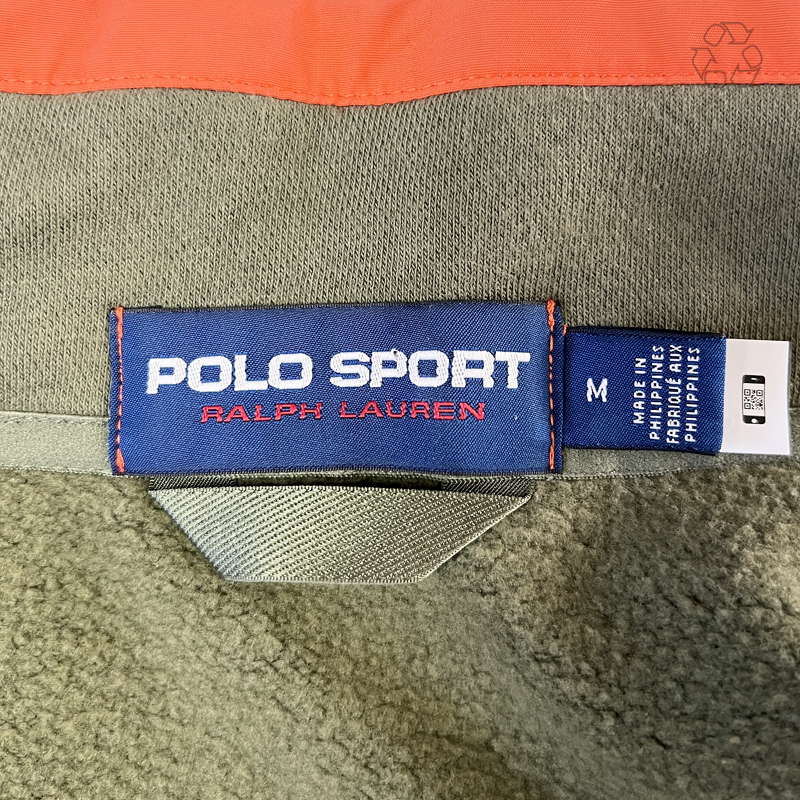 POLO SPORT
RALPH LAUREN
M
MADE IN
PHILIPPINES
FABRIQUÉ AUX
PHILIPPINES